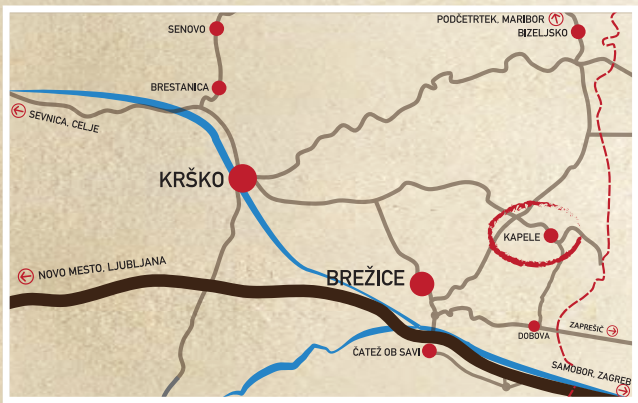 PODČETRTEK, MARIBOR
BIZELJSKO
SENOVO
BRESTANICA
SEVNICA, CELJE
KRŠKO
KAPELE
NOVO MESTO, LJUBLJANA
BREŽICE
ZAPREŠIĆ
DOBOVA
ČATEŽ OB SAVI
SAMOBOR, ZAGREB